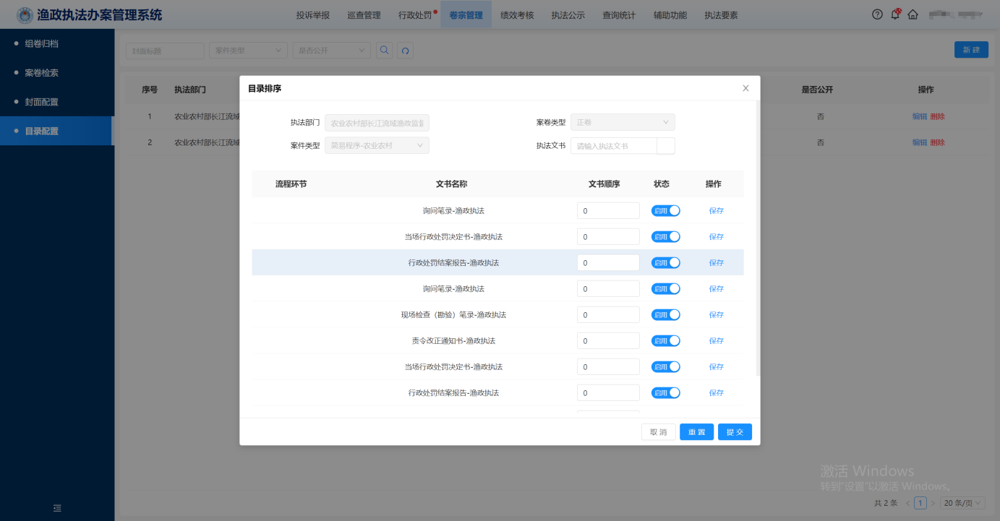 渔政执法办案管理系统
投诉举报 巡查管理 行政处罚 卷宗管理 绩效考核 执法公示 查询统计 辅助功能 执法要素
组卷归档
案卷检索
封面配置
目录配置
封面标题 案件类型 是否公开 新 建
序号 执法部门 是否公开 操作
1 农业农村部长江流域 否 编辑 删除
2 农业农村部长江流域 否 编辑 删除
目录排序
执法部门 农业农村部长江流域渔政监督 案卷类型 正卷
案件类型 简易程序-农业农村 执法文书 请输入执法文书
流程环节 文书名称 文书顺序 状态 操作
询问笔录-渔政执法 0 启用 保存
当场行政处罚决定书-渔政执法 0 启用 保存
行政处罚结案报告-渔政执法 0 启用 保存
询问笔录-渔政执法 0 启用 保存
现场检查（勘验）笔录-渔政执法 0 启用 保存
责令改正通知书-渔政执法 0 启用 保存
当场行政处罚决定书-渔政执法 0 启用 保存
行政处罚结案报告-渔政执法 0 启用 保存
取 消 重 置 提 交
激活 Windows
转到"设置"以激活 Windows。
共 2 条 < 1 > 20 条/页